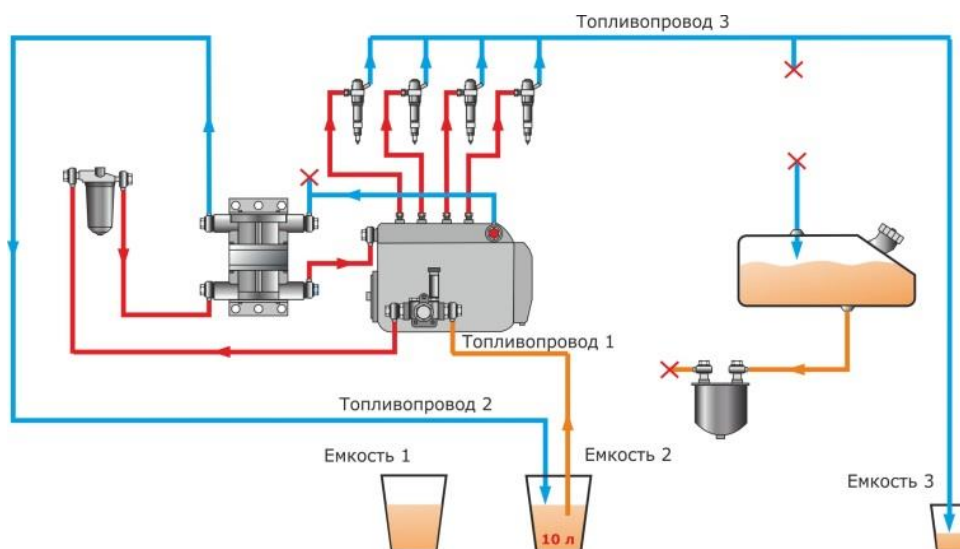 Топливопровод 3
Топливопровод 1
Топливопровод 2
Емкость 1
Емкость 2
Емкость 3
10 л